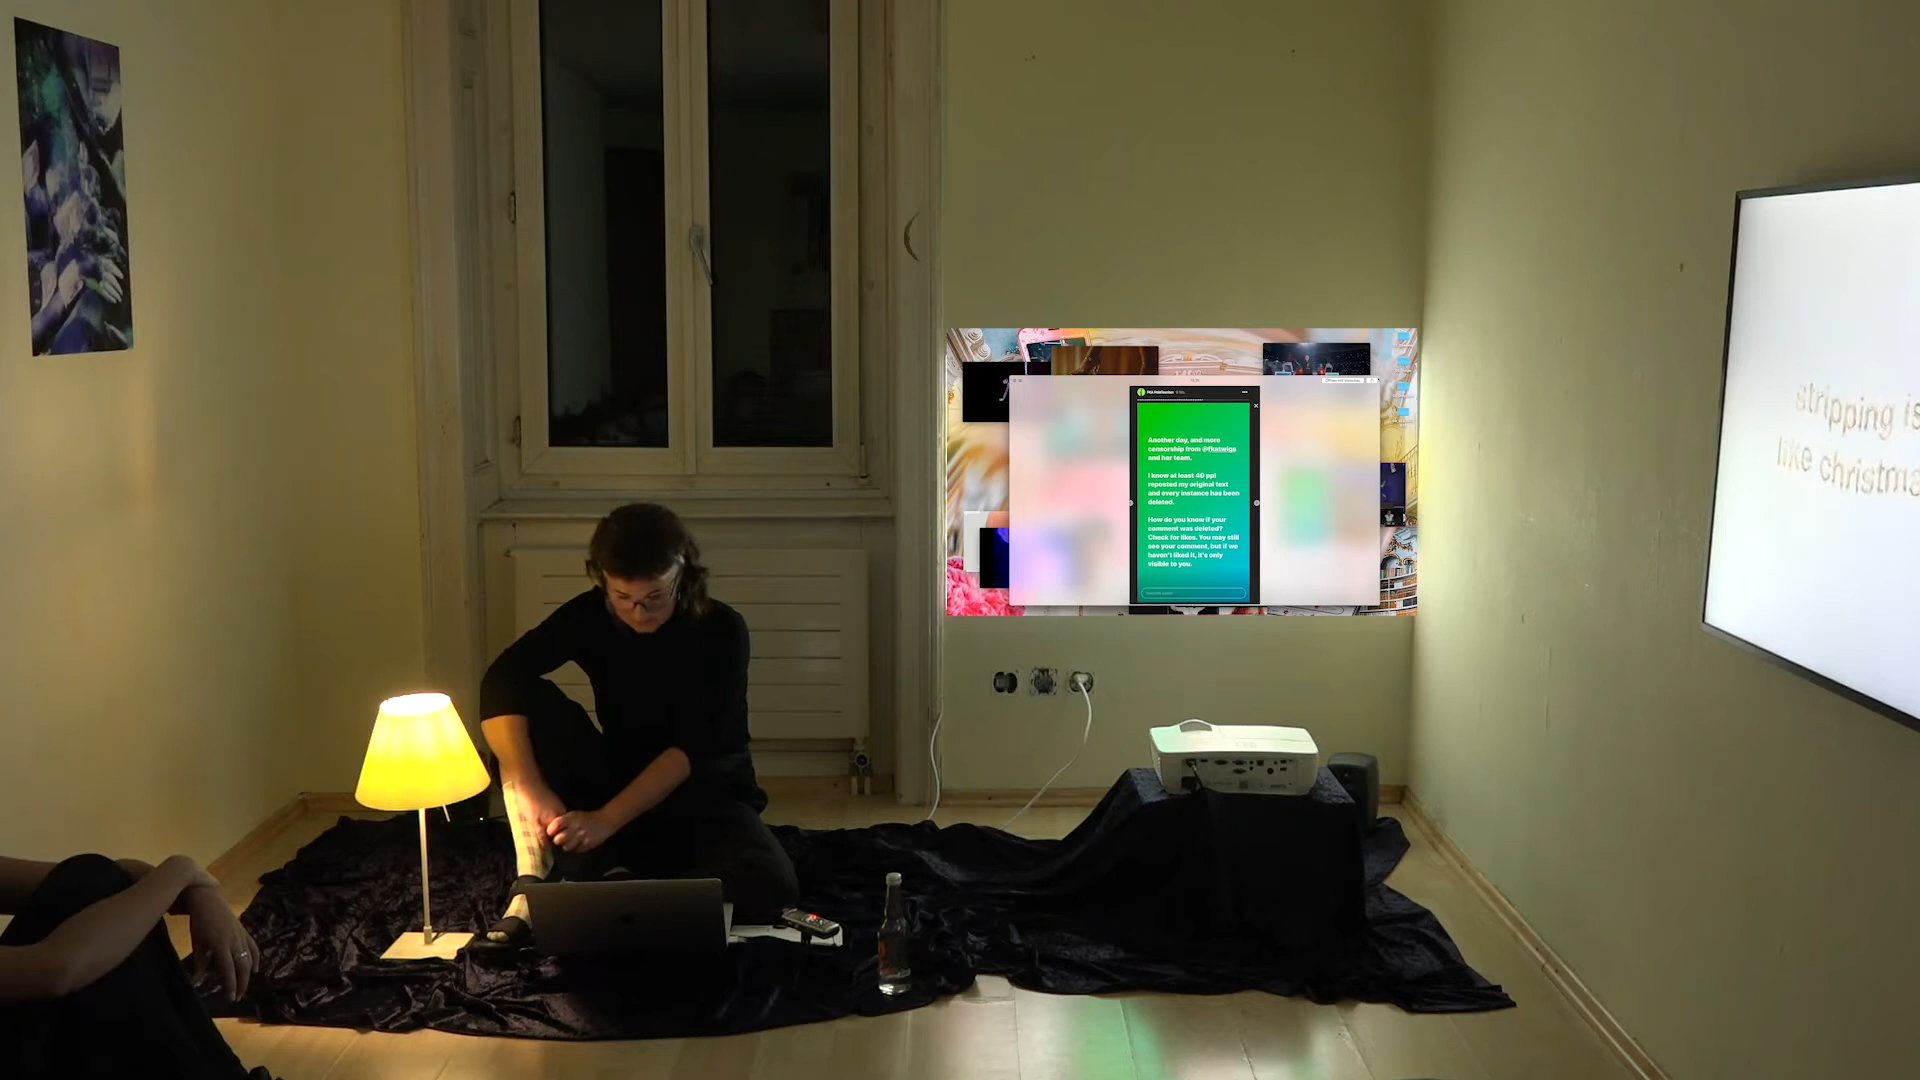 Another day, and more
censorship from @fkatwigs
and her team.
I know at least 40 ppl
reposted my original text
and every instance has been
deleted.
How do you know if your
comment was deleted?
Check for likes. You may still
see your comment, but if we
haven't liked it, it's only
visible to you.
stripping is
like christma